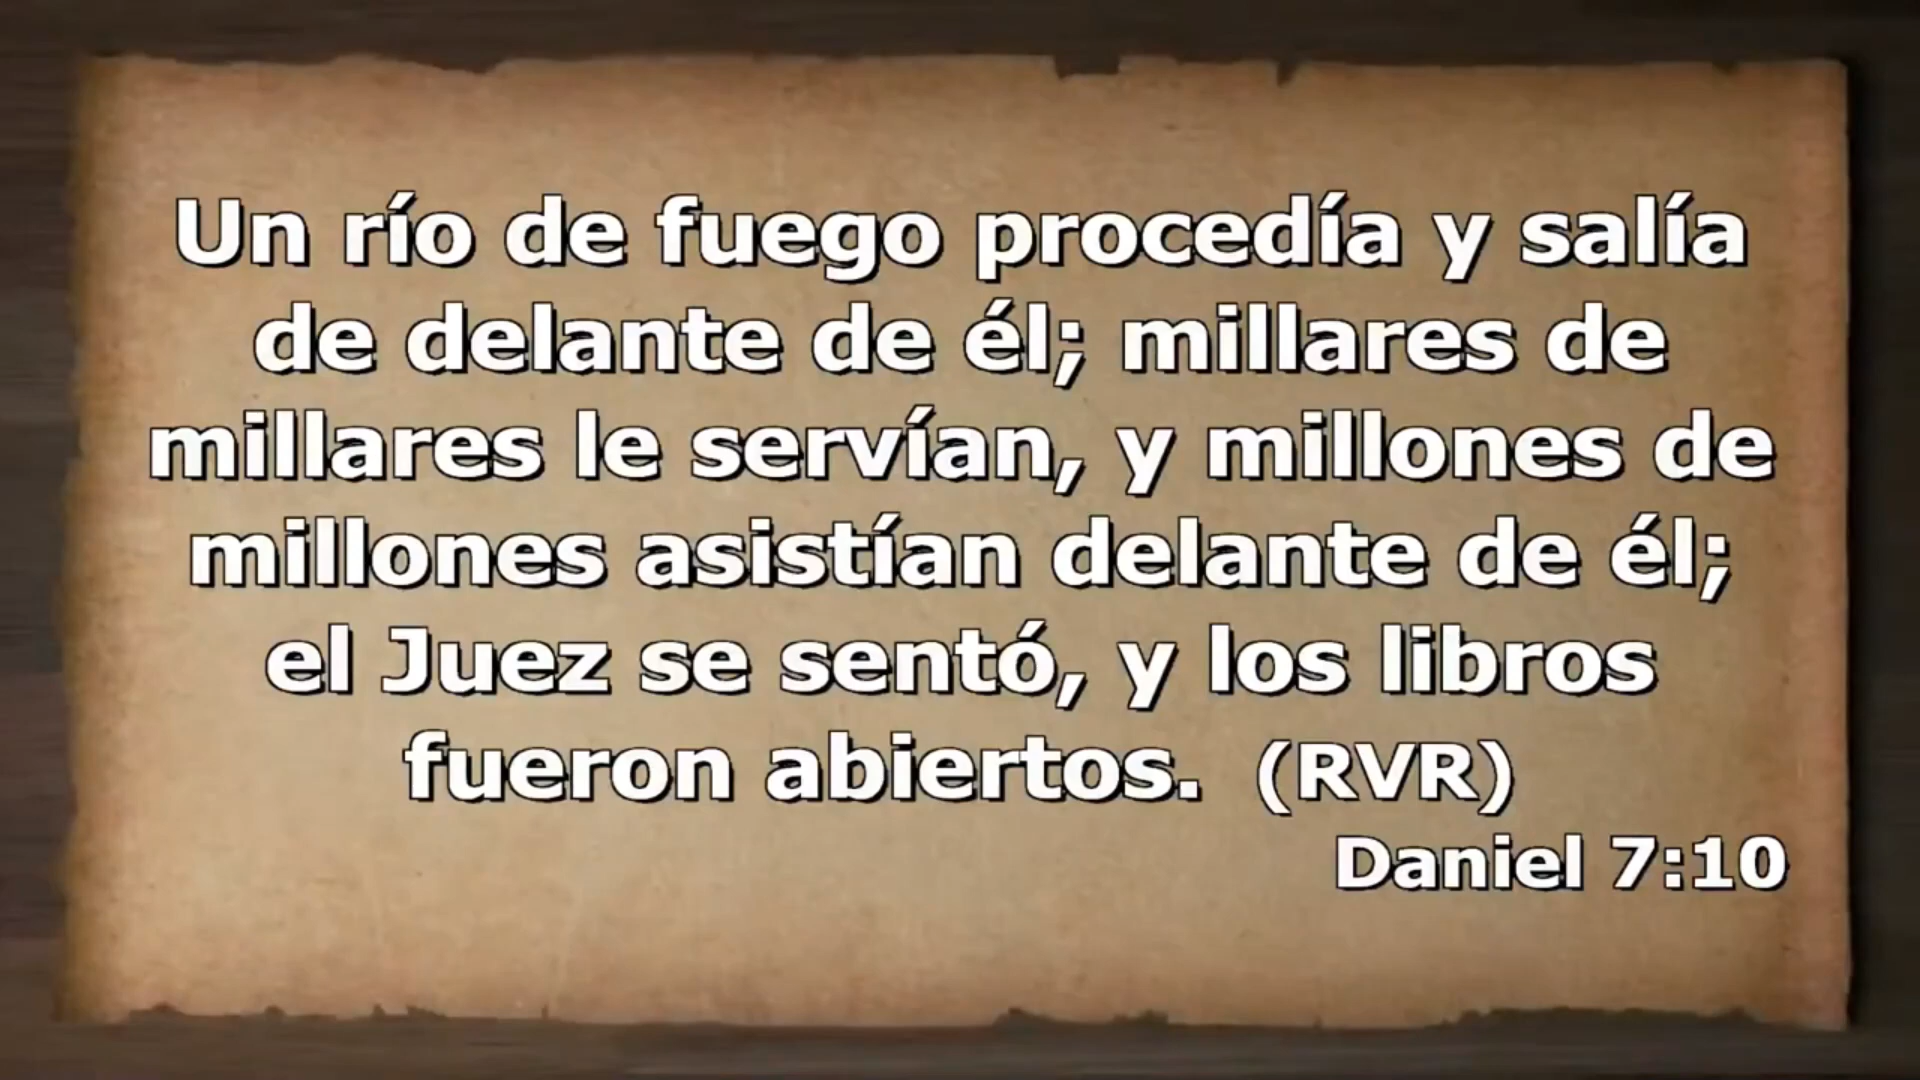 Un río de fuego procedía y salía
de delante de él; millares de
millares le servían, y millones de
millones asistían delante de él;
el Juez se sentó, y los libros
fueron abiertos. (RVR)
Daniel 7:10